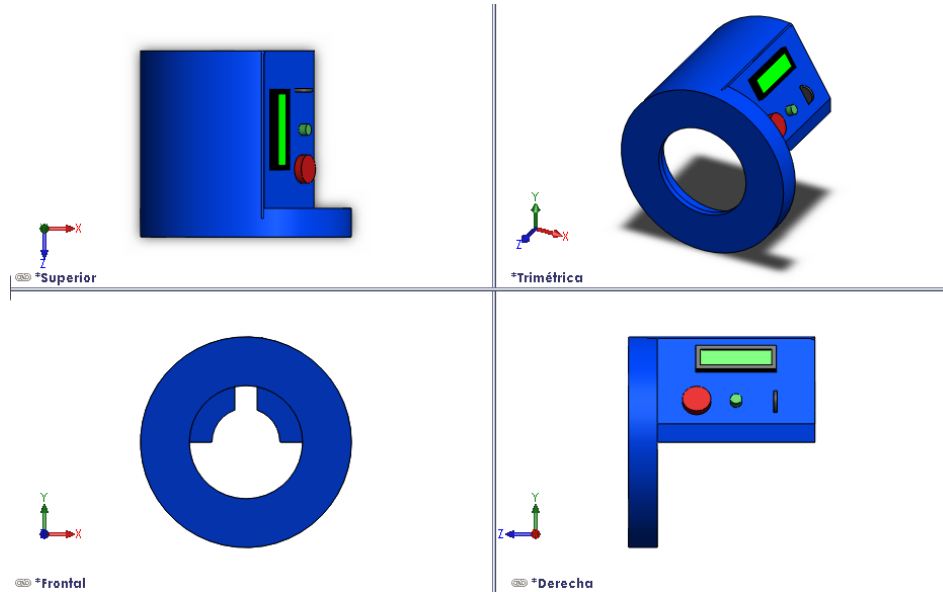 X
Z
*Superior
Y
Z
X
*Trimétrica
Y
Z
X
*Frontal
Y
Z
*Derecha